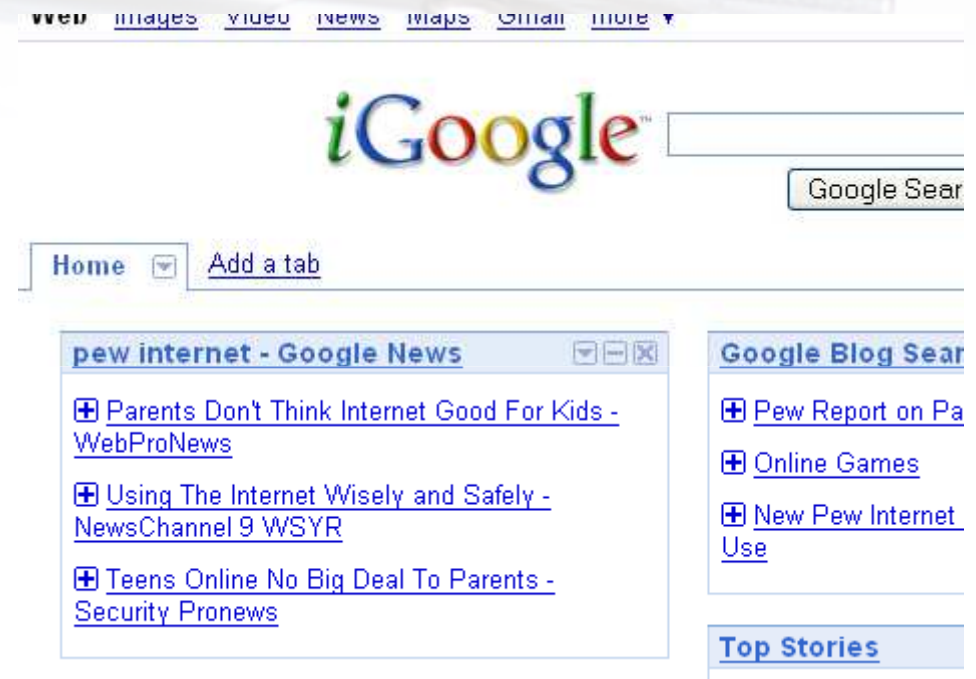 Web Images Video News Maps Gmail more ▼
iGoogle™
Google Sear
Home Add a tab
pew internet - Google News
Parents Don't Think Internet Good For Kids -
WebProNews
Using The Internet Wisely and Safely -
NewsChannel 9 WSYR
Teens Online No Big Deal To Parents -
Security Pronews
Google Blog Sear
Pew Report on Pa
Online Games
New Pew Internet
Use
Top Stories